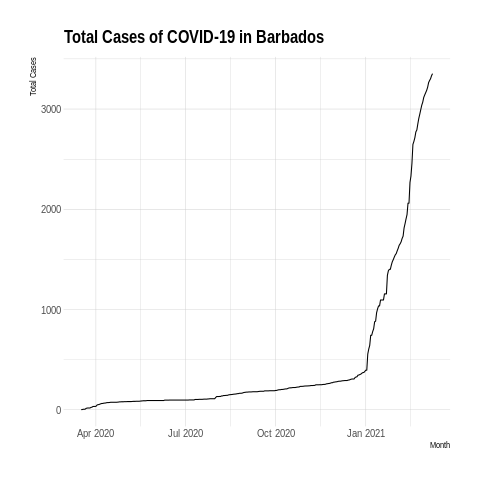 Total Cases of COVID-19 in Barbados
Total Cases
3000
2000
1000
0
Apr 2020 Jul 2020 Oct 2020 Jan 2021
Month